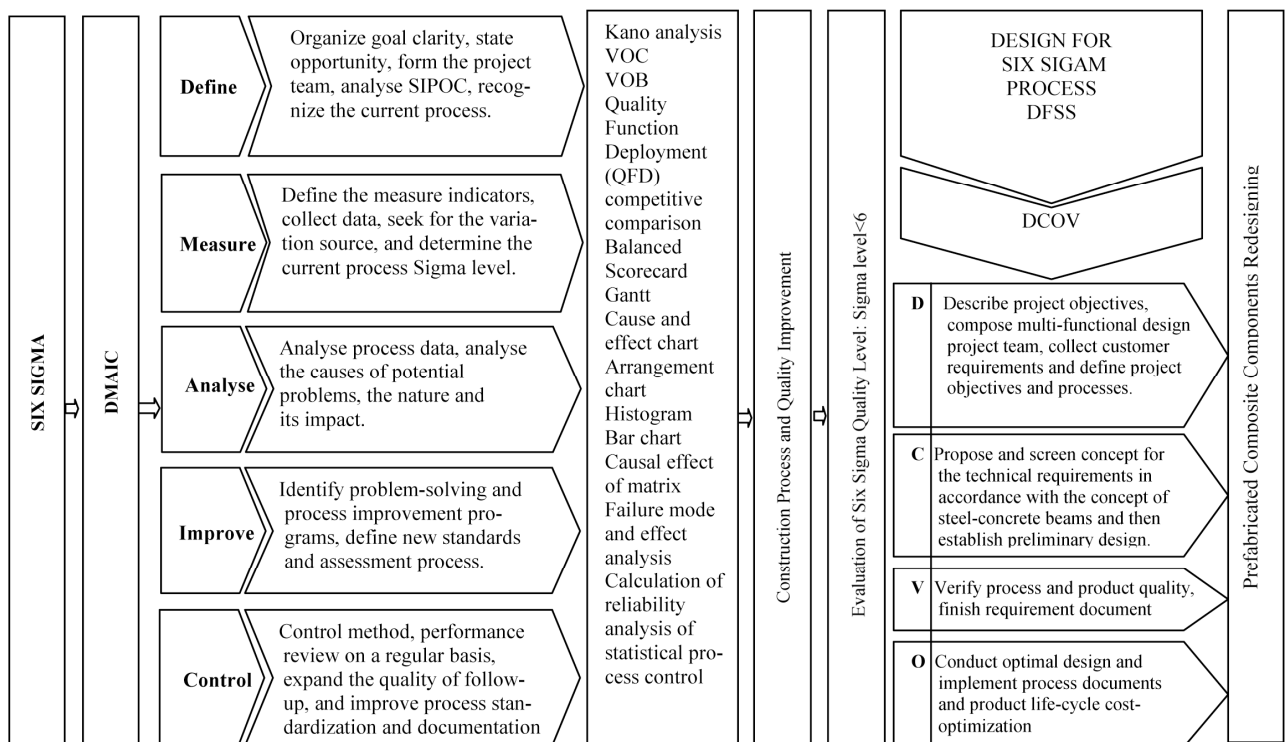 SIX SIGMA
DMAIC
Define
Organize goal clarity, state
opportunity, form the project
team, analyse SIPOC, recog-
nize the current process.
Measure
Define the measure indicators,
collect data, seek for the varia-
tion source, and determine the
current process Sigma level.
Analyse
Analyse process data, analyse
the causes of potential
problems, the nature and
its impact.
Improve
Identify problem-solving and
process improvement pro-
grams, define new standards
and assessment process.
Control
Control method, performance
review on a regular basis,
expand the quality of follow-
up, and improve process stan-
dardization and documentation
Kano analysis
VOC
VOB
Quality
Function
Deployment
(QFD)
competitive
comparison
Balanced
Scorecard
Gantt
Cause and
effect chart
Arrangement
chart
Histogram
Bar chart
Causal effect
of matrix
Failure mode
and effect
analysis
Calculation of
reliability
analysis of
statistical pro-
cess control
Construction Process and Quality Improvement
Evaluation of Six Sigma Quality Level: Sigma level<6
DESIGN FOR
SIX SIGAM
PROCESS
DFSS
DCOV
D
Describe project objectives,
compose multi-functional design
project team, collect customer
requirements and define project
objectives and processes.
C
Propose and screen concept for
the technical requirements in
accordance with the concept of
steel-concrete beams and then
establish preliminary design.
V
Verify process and product quality,
finish requirement document
O
Conduct optimal design and
implement process documents
and product life-cycle cost-
optimization
Prefabricated Composite Components Redesigning